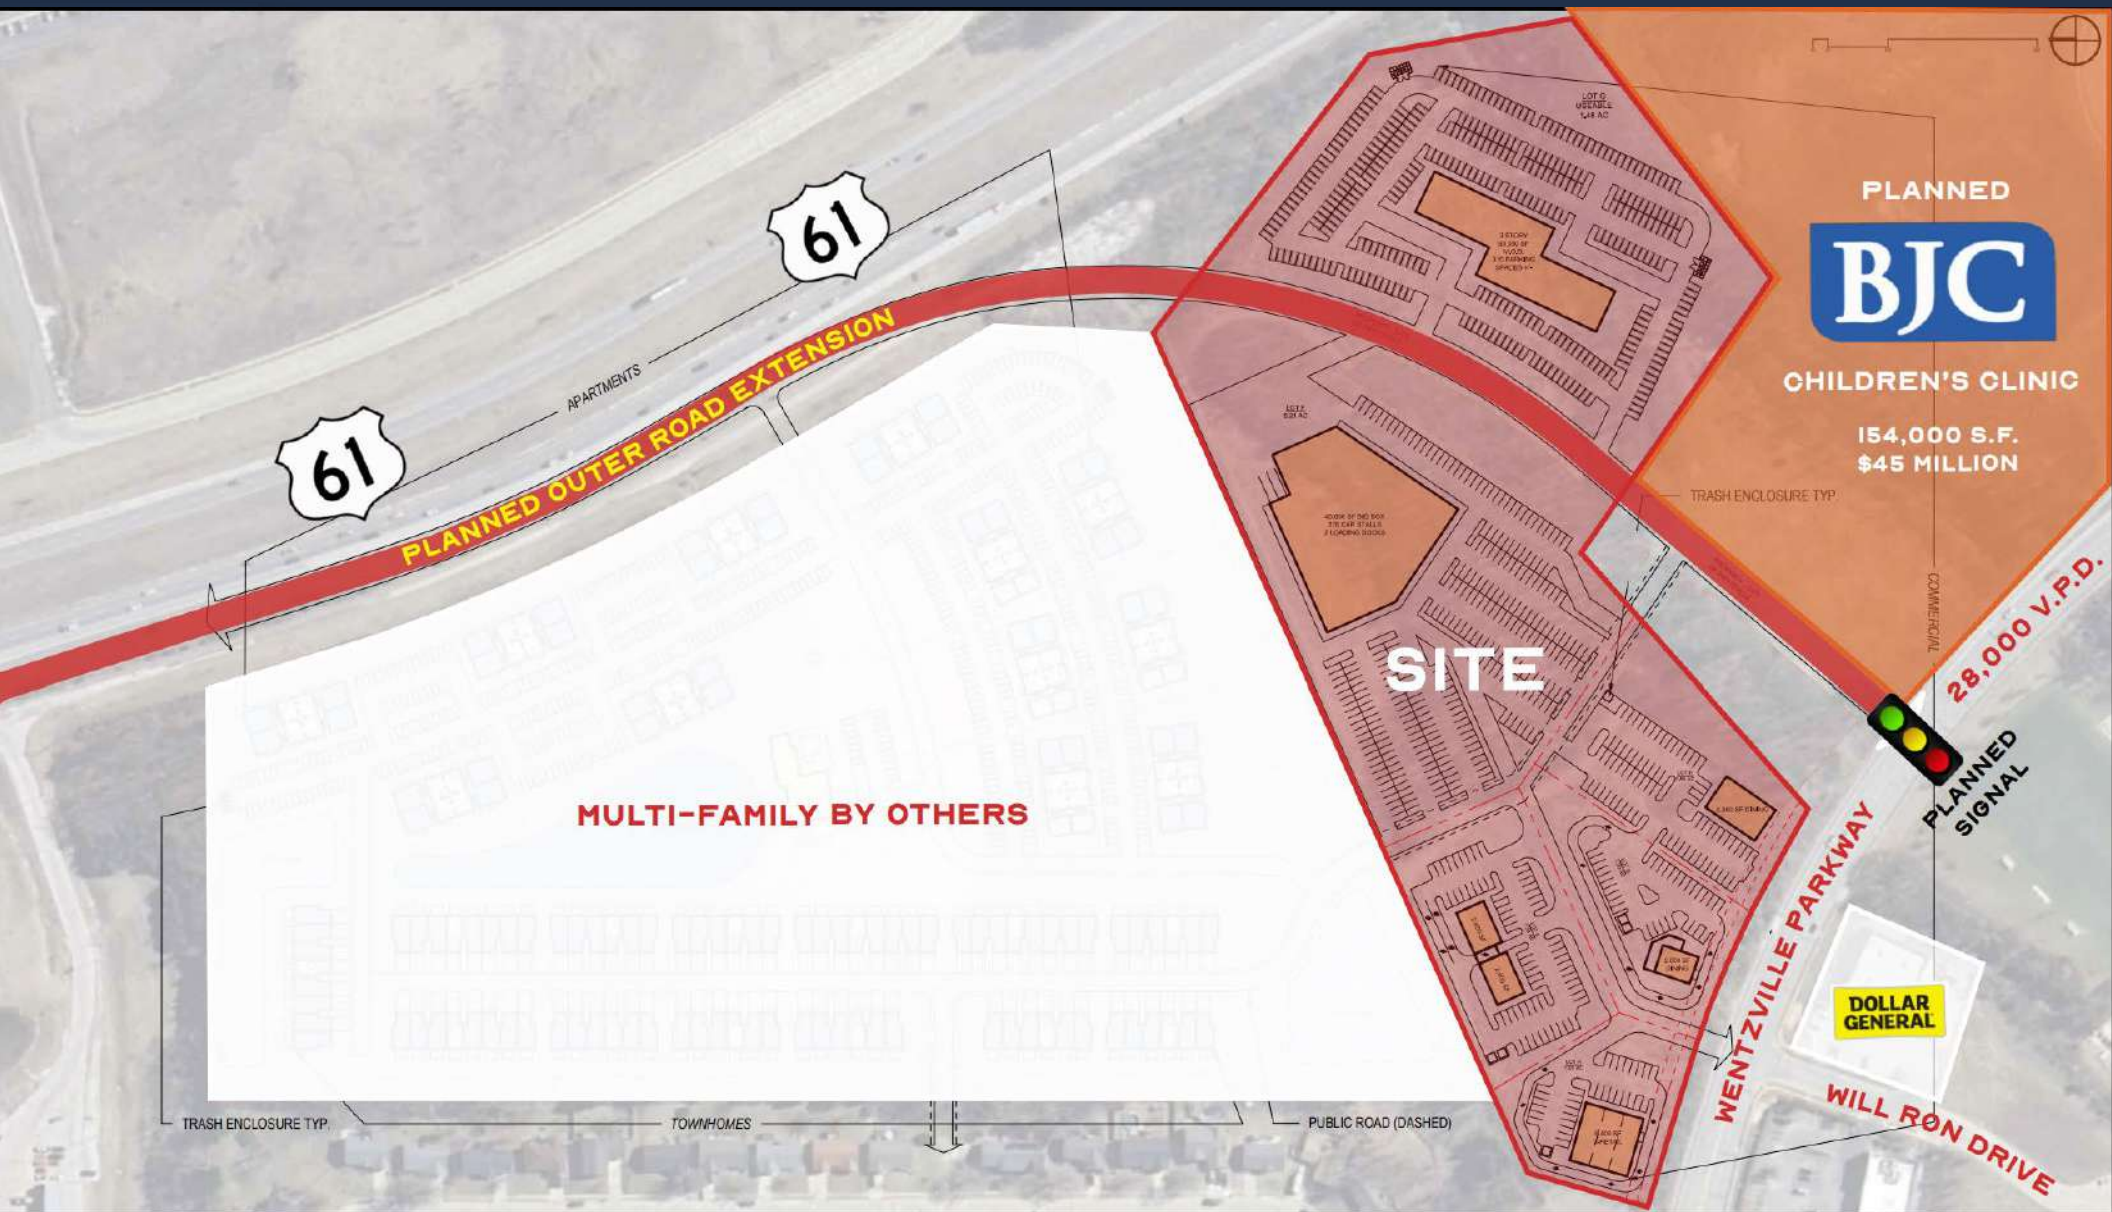 PLANNED
BJC
CHILDREN'S CLINIC
154,000 S.F.
$45 MILLION
61
61
APARTMENTS
PLANNED OUTER ROAD EXTENSION
TRASH ENCLOSURE TYP.
COMMERCIAL
28,000 V.P.D.
SITE
PLANNED
SIGNAL
MULTI-FAMILY BY OTHERS
WENTZVILLE PARKWAY
DOLLAR
GENERAL
WILL RON DRIVE
TRASH ENCLOSURE TYP.
TOWNHOMES
PUBLIC ROAD (DASHED)